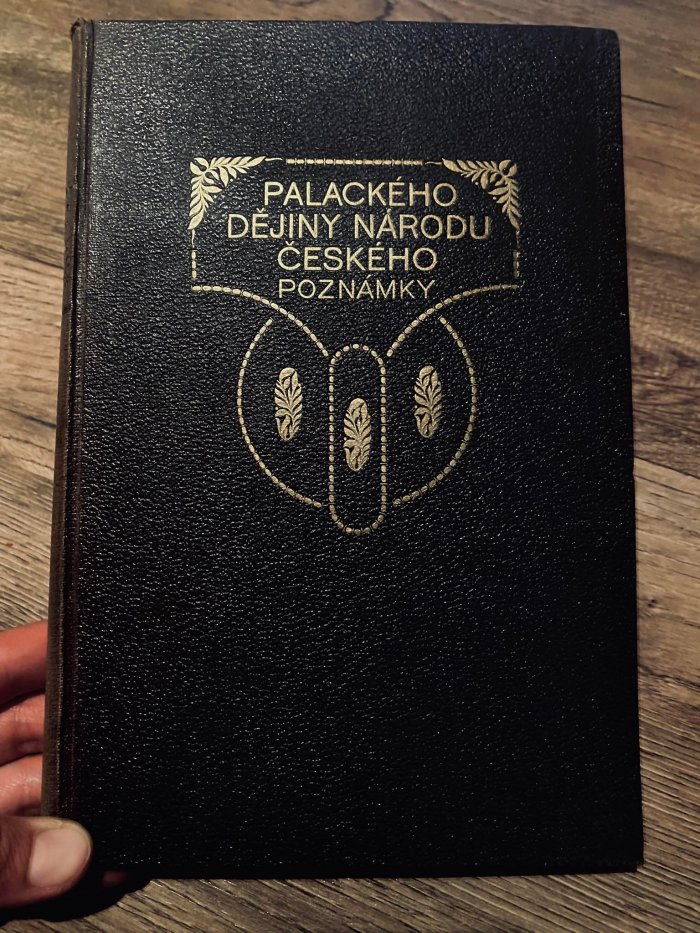 PALACKÉHO
DĚJINY NÁRODU
ČESKÉHO
POZNÁMKY